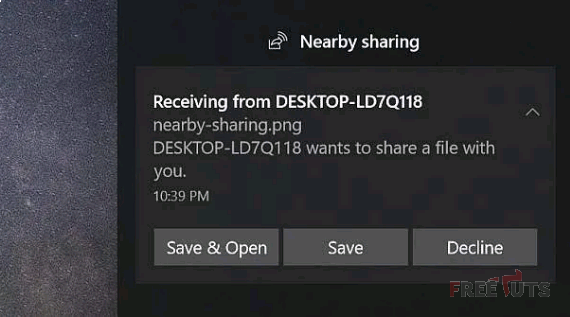 Nearby sharing
Receiving from DESKTOP-LD7Q118
nearby-sharing.png
DESKTOP-LD7Q118 wants to share a file with
you.
10:39 PM
Save & Open
Save
Decline
FREETUTS